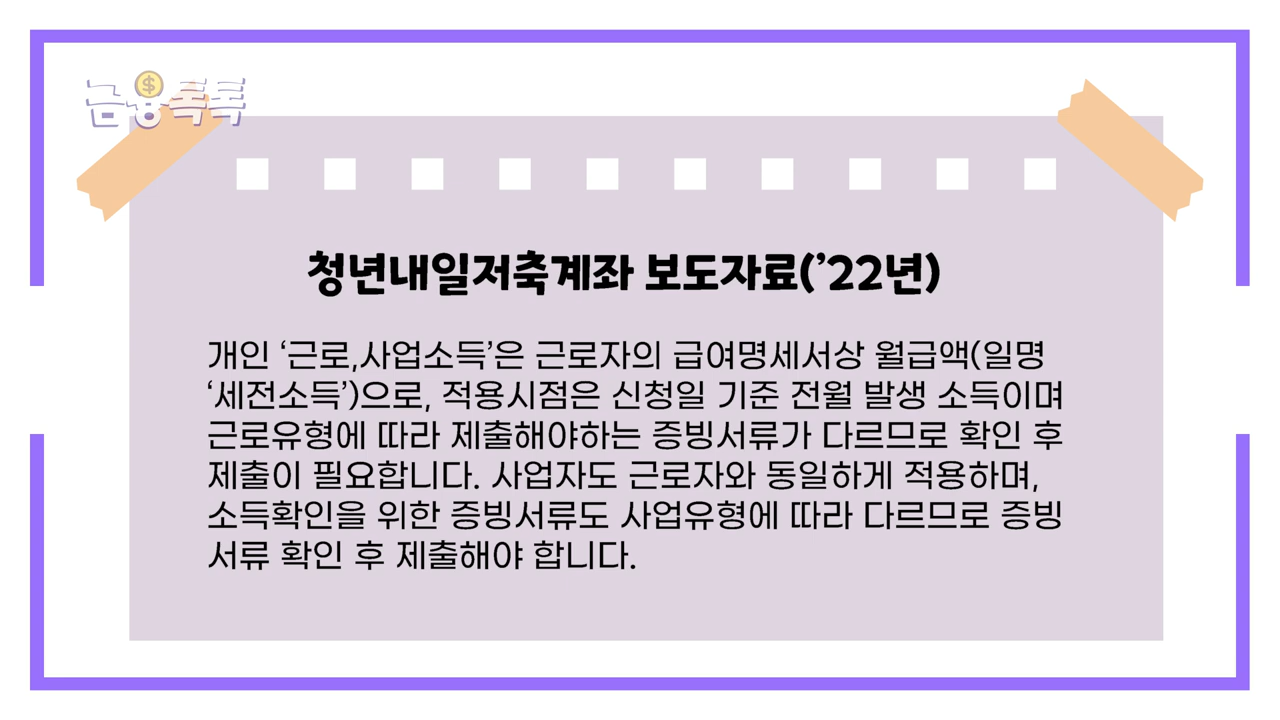 금융톡톡
청년내일저축계좌 보도자료(’22년)
개인 ‘근로,사업소득’은 근로자의 급여명세서상 월급액(일명
‘세전소득’)으로, 적용시점은 신청일 기준 전월 발생 소득이며
근로유형에 따라 제출해야하는 증빙서류가 다르므로 확인 후
제출이 필요합니다. 사업자도 근로자와 동일하게 적용하며,
소득확인을 위한 증빙서류도 사업유형에 따라 다르므로 증빙
서류 확인 후 제출해야 합니다.